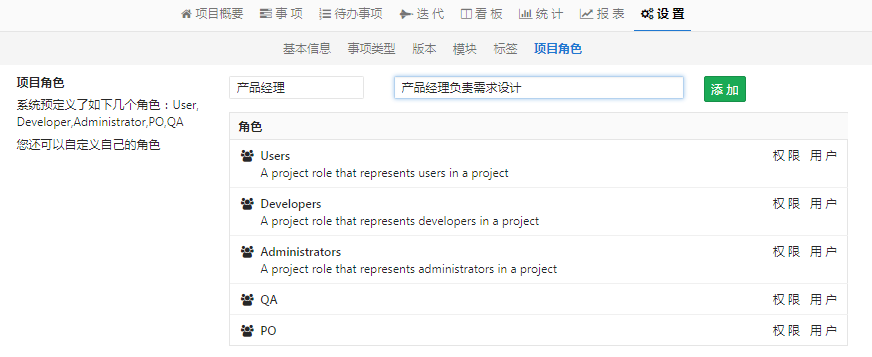 项目概要 事 项 待办事项 迭 代 看 板 统 计 报 表 设 置
基本信息 事项类型 版本 模块 标签 项目角色
项目角色
系统预定义了如下几个角色：User,
Developer,Administrator,PO,QA
您还可以自定义自己的角色
产品经理 产品经理负责需求设计 添 加
角色
Users 权 限 用 户
A project role that represents users in a project
Developers 权 限 用 户
A project role that represents developers in a project
Administrators 权 限 用 户
A project role that represents administrators in a project
QA 权 限 用 户
PO 权 限 用 户